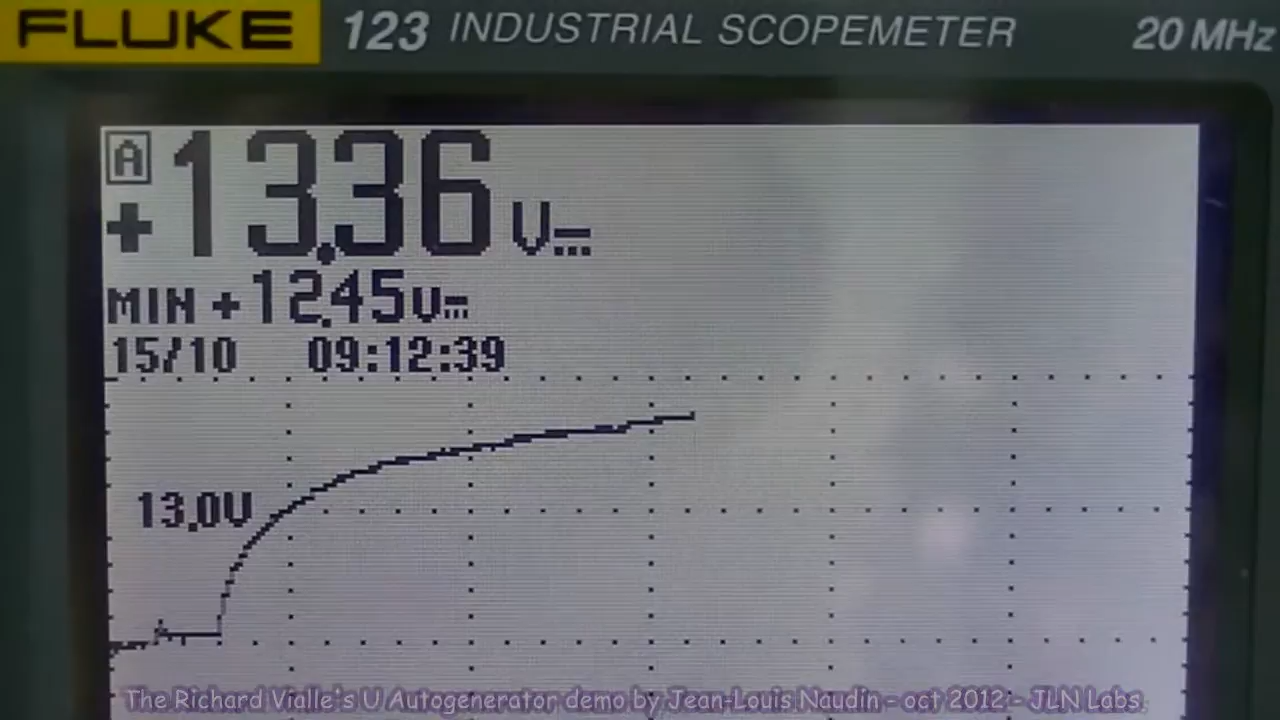 FLUKE 123 INDUSTRIAL SCOPEMETER 20 MHz
A +13.36 V
MIN +12.45V
15/10 09:12:39
13.0V
The Richard Vialle's U Autogenerator demo by Jean-Louis Naudin - oct 2012 - JLN Labs